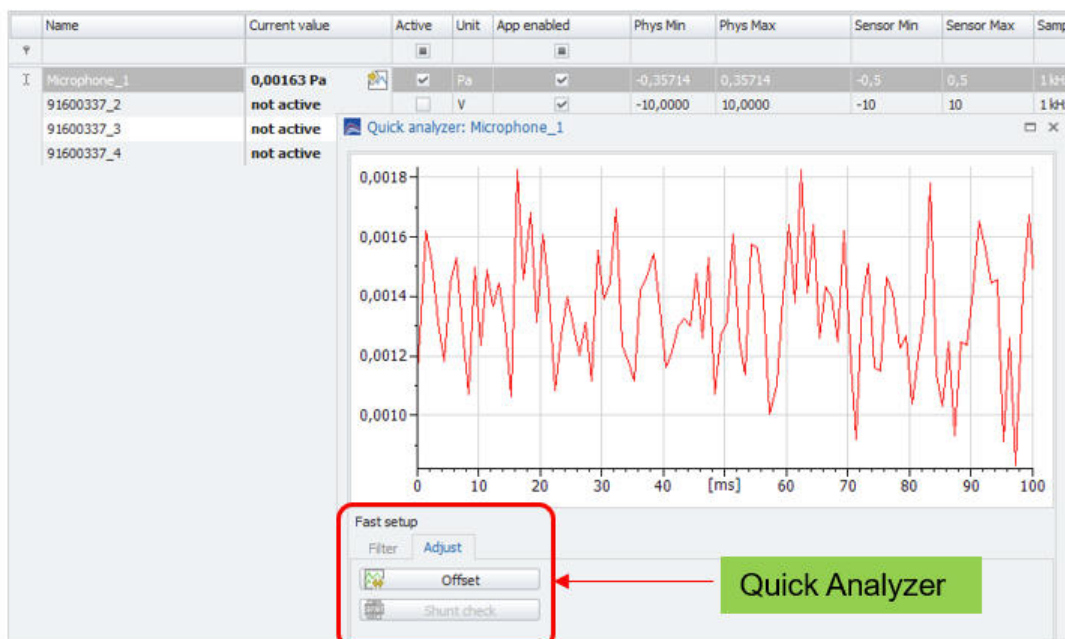 Name Current value Active Unit App enabled Phys Min Phys Max Sensor Min Sensor Max Samp
Microphone_1 0,00163 Pa Pa -0,35714 0,35714 -0,5 0,5 1 kH
91600337_2 not active V -10,0000 10,0000 -10 10 1 kH
91600337_3 not active
91600337_4 not active
Quick analyzer: Microphone_1
0,0018
0,0016
0,0014
0,0012
0,0010
0 10 20 30 40 [ms] 60 70 80 90 100
Fast setup
Filter Adjust
Offset
Shunt check
Quick Analyzer